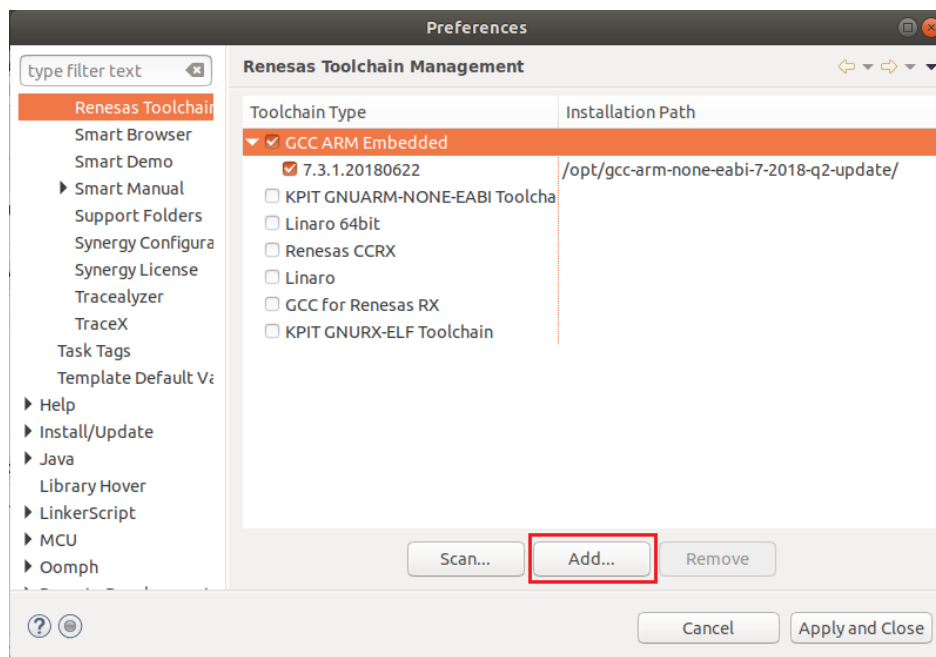 Preferences
type filter text
Renesas Toolchain
Smart Browser
Smart Demo
Smart Manual
Support Folders
Synergy Configura
Synergy License
Tracealyzer
TraceX
Task Tags
Template Default Va
Help
Install/Update
Java
Library Hover
LinkerScript
MCU
Oomph
Renesas Toolchain Management
Toolchain Type Installation Path
GCC ARM Embedded
7.3.1.20180622 /opt/gcc-arm-none-eabi-7-2018-q2-update/
KPIT GNUARM-NONE-EABI Toolcha
Linaro 64bit
Renesas CCRX
Linaro
GCC for Renesas RX
KPIT GNURX-ELF Toolchain
Scan... Add... Remove
? Cancel Apply and Close